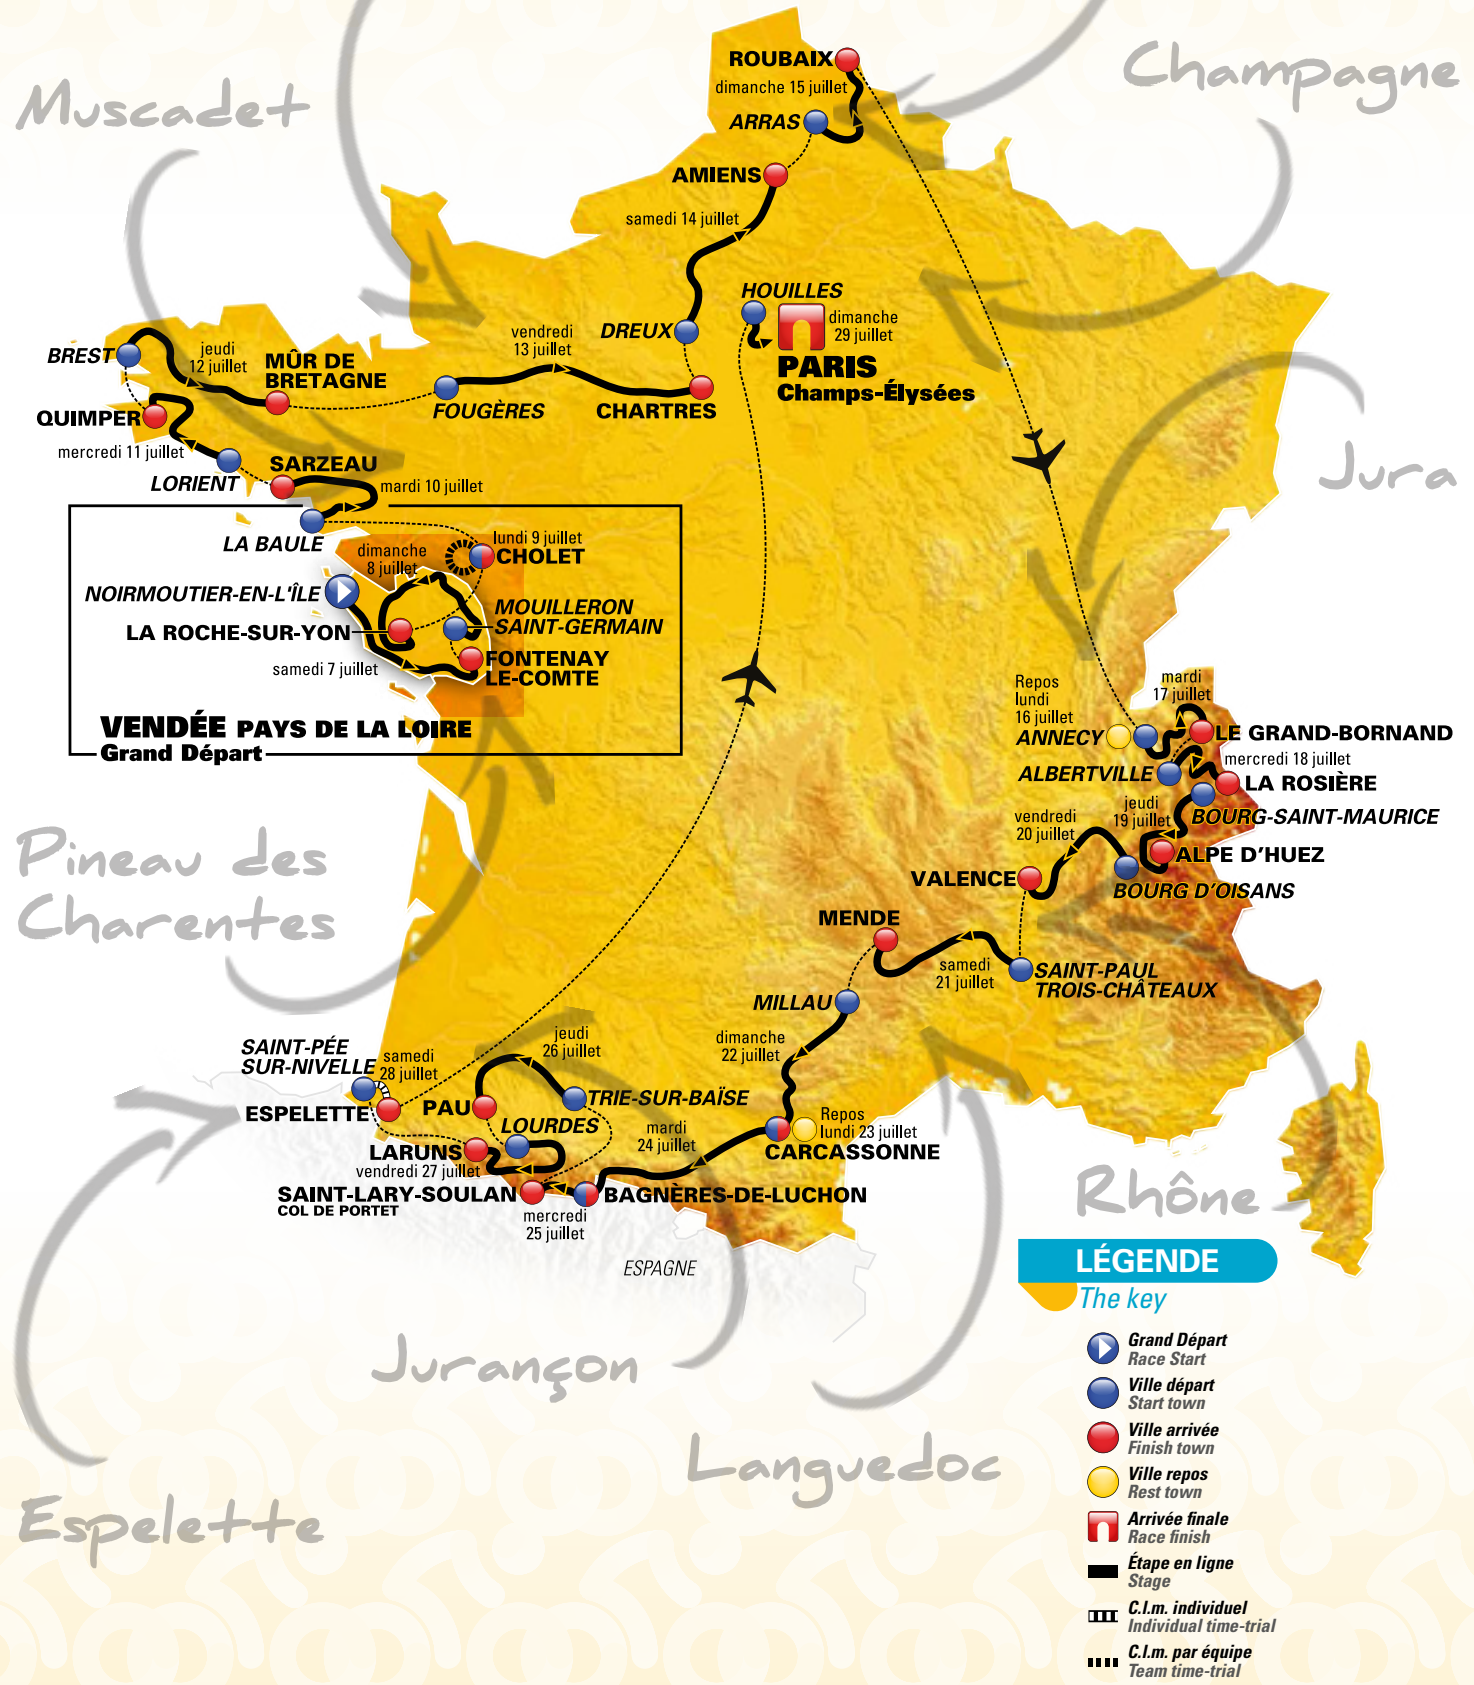 Muscadet
Champagne
ROUBAIX
dimanche 15 juillet
ARRAS
AMIENS
samedi 14 juillet
HOUILLES
dimanche
29 juillet
PARIS
Champs-Élysées
DREUX
vendredi
13 juillet
BREST
jeudi
12 juillet
MÛR DE
BRETAGNE
FOUGÈRES
CHARTRES
QUIMPER
mercredi 11 juillet
LORIENT
SARZEAU
mardi 10 juillet
Jura
LA BAULE
lundi 9 juillet
CHOLET
dimanche
8 juillet
NOIRMOUTIER-EN-L'ÎLE
MOUILLERON
SAINT-GERMAIN
LA ROCHE-SUR-YON
samedi 7 juillet
FONTENAY
LE-COMTE
VENDÉE PAYS DE LA LOIRE
Grand Départ
Repos
lundi
16 juillet
ANNECY
mardi
17 juillet
LE GRAND-BORNAND
mercredi 18 juillet
ALBERTVILLE
LA ROSIÈRE
jeudi
19 juillet
BOURG-SAINT-MAURICE
vendredi
20 juillet
ALPE D'HUEZ
VALENCE
BOURG D'OISANS
Pineau des
Charentes
MENDE
samedi
21 juillet
SAINT-PAUL
TROIS-CHÂTEAUX
MILLAU
dimanche
22 juillet
SAINT-PÉE
SUR-NIVELLE
samedi
28 juillet
ESPELETTE
jeudi
26 juillet
PAU
TRIE-SUR-BAÏSE
LOURDES
mardi
24 juillet
Repos
lundi 23 juillet
CARCASSONNE
LARUNS
vendredi 27 juillet
SAINT-LARY-SOULAN
COL DE PORTET
BAGNÈRES-DE-LUCHON
mercredi
25 juillet
ESPAGNE
Rhône
Jurançon
Languedoc
Espelette
LÉGENDE
The key
Grand Départ
Race Start
Ville départ
Start town
Ville arrivée
Finish town
Ville repos
Rest town
Arrivée finale
Race finish
Étape en ligne
Stage
C.l.m. individuel
Individual time-trial
C.l.m. par équipe
Team time-trial